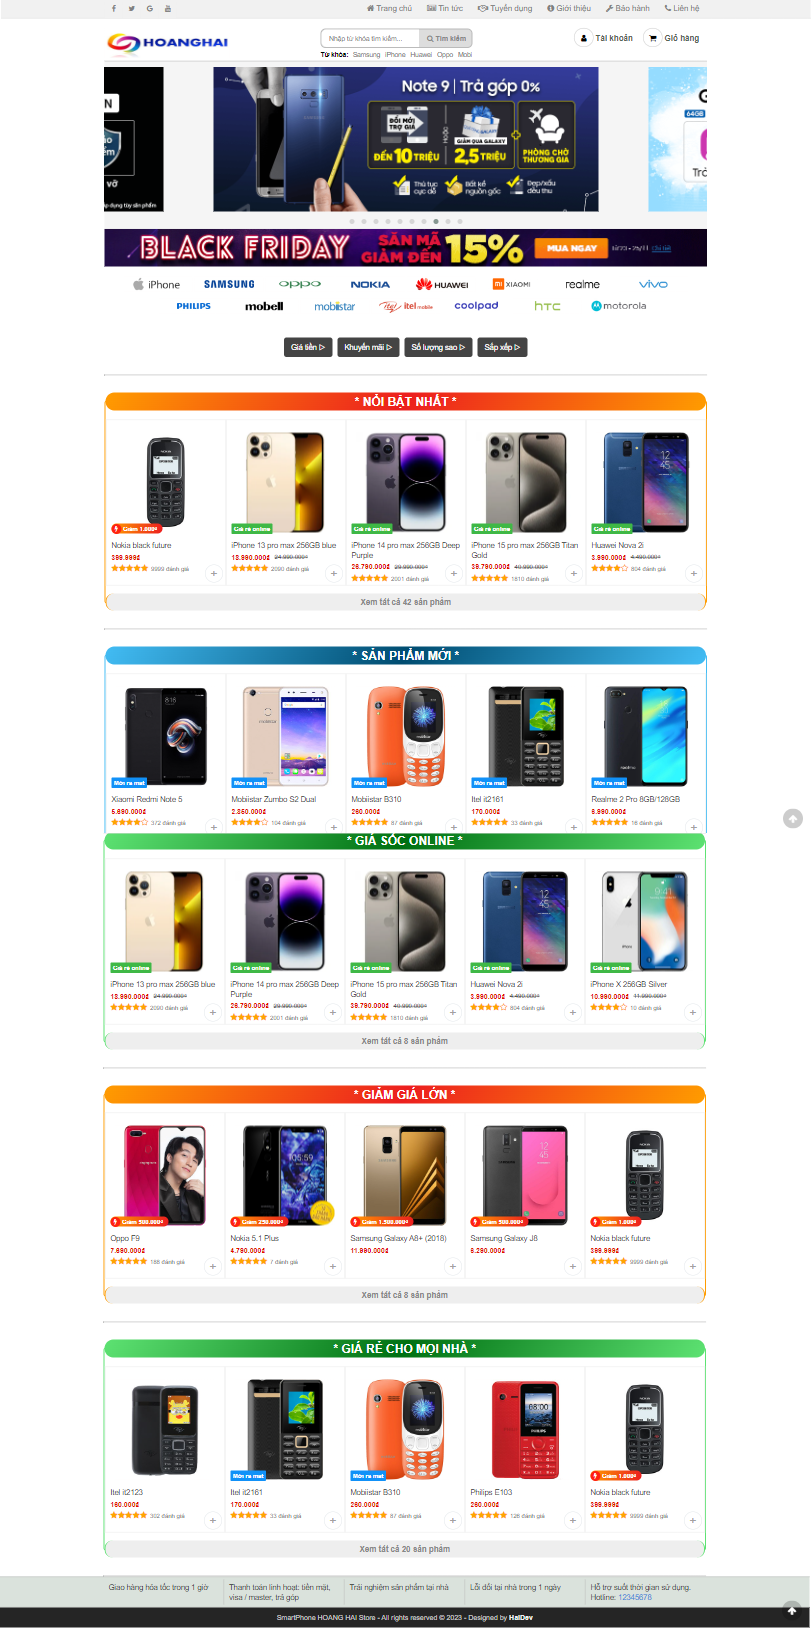 Trang chủ Tin tức Tuyển dụng Giới thiệu Bảo hành Liên hệ
HOANGHAI
Nhập từ khóa tìm kiếm... Tìm kiếm
Tài khoản Giỏ hàng
Từ khóa: Samsung iPhone Huawei Oppo Mobi
Note 9 | Trả góp 0%
ĐỔI MỚI TRỢ GIÁ
ĐẾN 10 TRIỆU
Hoặc
GIẢM QUA GALAXY
2,5 TRIỆU
PHÒNG CHỜ THƯƠNG GIA
Thủ tục cực dễ
Bất kể nguồn gốc
Đẹp/xấu đều thu
64GB
BLACK FRIDAY SĂN MÃ GIẢM ĐẾN 15% MUA NGAY
iPhone SAMSUNG oppo NOKIA HUAWEI XIAOMI realme vivo
PHILIPS mobell mobiistar itel mobile coolpad htc motorola
Giá tiền Khuyến mãi Số lượng sao Sắp xếp
* NỔI BẬT NHẤT *
Giảm 1.000₫
Giá rẻ online
Giá rẻ online
Giá rẻ online
Giá rẻ online
Nokia black future
399.999₫
9999 đánh giá
iPhone 13 pro max 256GB blue
13.990.000₫ 24.990.000₫
2090 đánh giá
iPhone 14 pro max 256GB Deep Purple
26.790.000₫ 29.990.000₫
2001 đánh giá
iPhone 15 pro max 256GB Titan Gold
39.790.000₫ 40.990.000₫
1810 đánh giá
Huawei Nova 2i
3.990.000₫ 4.490.000₫
804 đánh giá
Xem tất cả 42 sản phẩm
* SẢN PHẨM MỚI *
Mới ra mắt
Mới ra mắt
Mới ra mắt
Mới ra mắt
Xiaomi Redmi Note 5
5.690.000₫
372 đánh giá
Mobiistar Zumbo S2 Dual
2.850.000₫
104 đánh giá
Mobiistar B310
260.000₫
87 đánh giá
Itel it2161
170.000₫
33 đánh giá
Realme 2 Pro 8GB/128GB
6.990.000₫
16 đánh giá
* GIÁ SỐC ONLINE *
Giá rẻ online
Giá rẻ online
Giá rẻ online
Giá rẻ online
Giá rẻ online
iPhone 13 pro max 256GB blue
13.990.000₫ 24.990.000₫
2090 đánh giá
iPhone 14 pro max 256GB Deep Purple
26.790.000₫ 29.990.000₫
2001 đánh giá
iPhone 15 pro max 256GB Titan Gold
39.790.000₫ 40.990.000₫
1810 đánh giá
Huawei Nova 2i
3.990.000₫ 4.490.000₫
804 đánh giá
iPhone X 256GB Silver
10.990.000₫ 11.990.000₫
10 đánh giá
Xem tất cả 8 sản phẩm
* GIẢM GIÁ LỚN *
Giảm 500.000₫
Giảm 250.000₫
Giảm 1.500.000₫
Giảm 500.000₫
Giảm 1.000₫
Oppo F9
7.690.000₫
188 đánh giá
Nokia 5.1 Plus
4.790.000₫
7 đánh giá
Samsung Galaxy A8+ (2018)
11.990.000₫
Samsung Galaxy J8
6.290.000₫
Nokia black future
399.999₫
9999 đánh giá
Xem tất cả 8 sản phẩm
* GIÁ RẺ CHO MỌI NHÀ *
Mới ra mắt
Mới ra mắt
Giảm 1.000₫
Itel it2123
160.000₫
302 đánh giá
Itel it2161
170.000₫
33 đánh giá
Mobiistar B310
260.000₫
87 đánh giá
Philips E103
260.000₫
128 đánh giá
Nokia black future
399.999₫
9999 đánh giá
Xem tất cả 20 sản phẩm
Giao hàng hỏa tốc trong 1 giờ
Thanh toán linh hoạt: tiền mặt, visa / master, trả góp
Trải nghiệm sản phẩm tại nhà
Lỗi đổi tại nhà trong 1 ngày
Hỗ trợ suốt thời gian sử dụng.
Hotline: 12345678
SmartPhone HOANG HAI Store - All rights reserved © 2023 - Designed by HaiDev